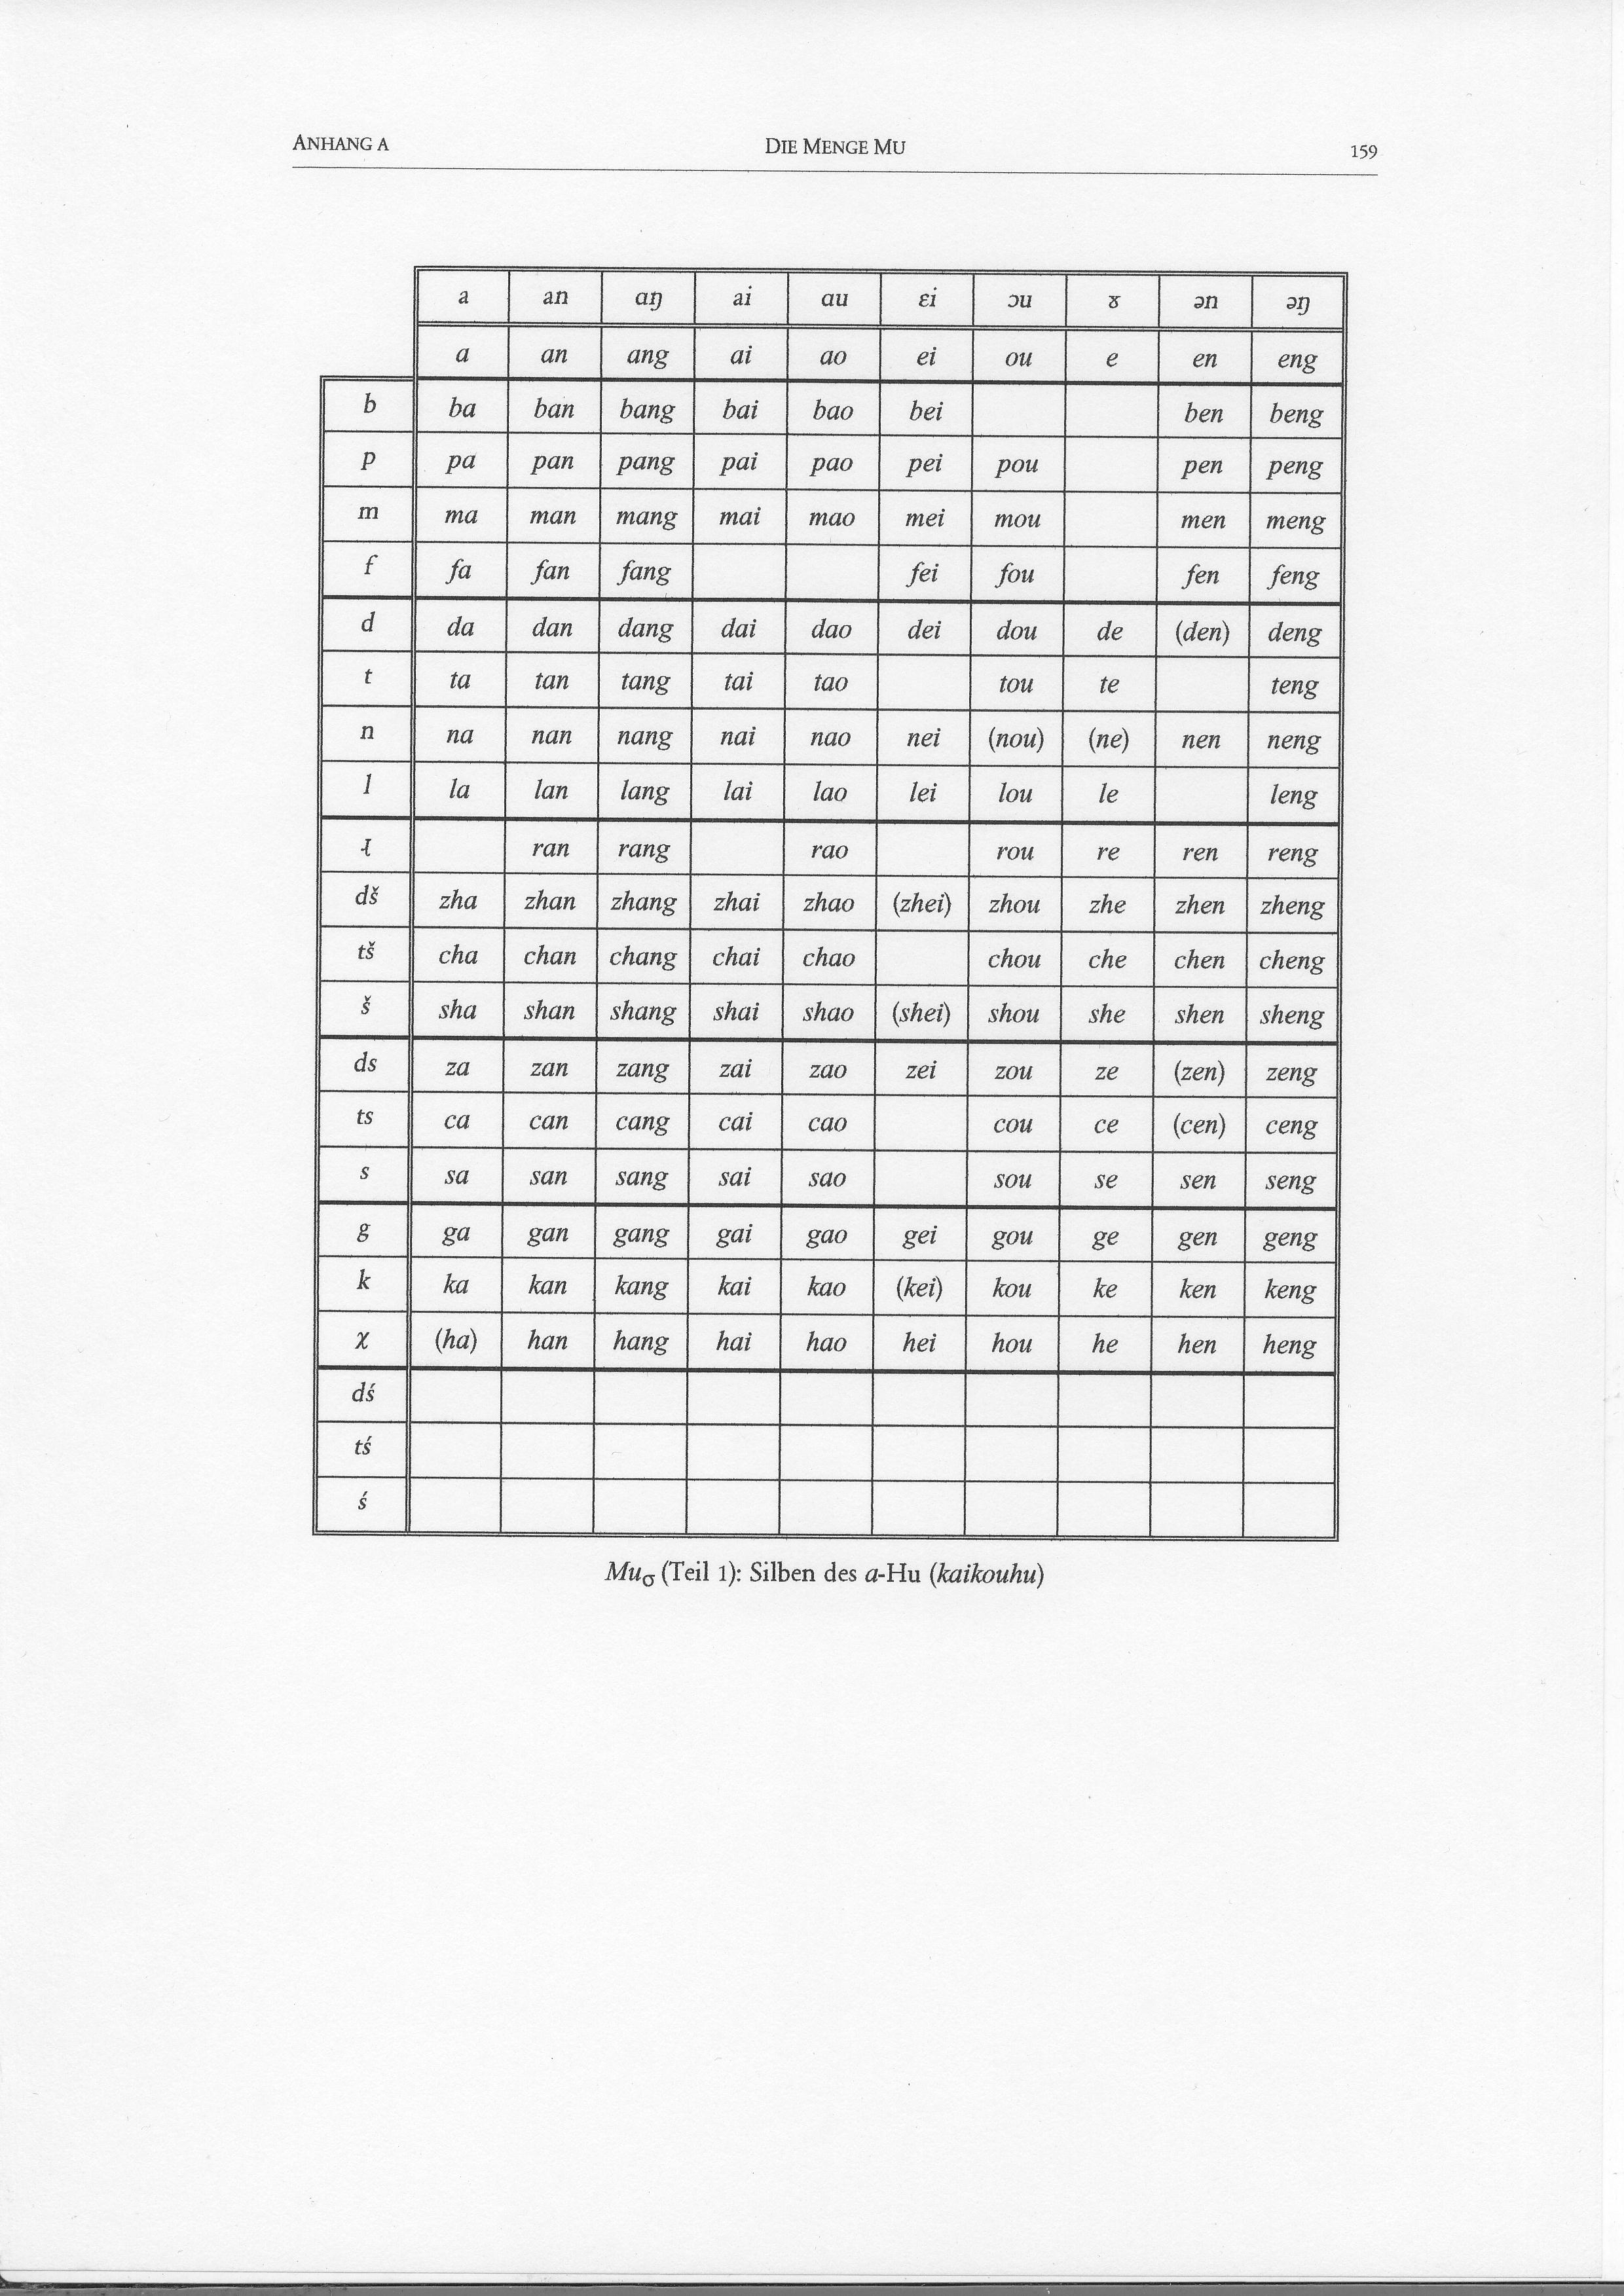 ANHANG A DIE MENGE MU 159
a an aŋ ai au ɛi ɔu ɤ ən əŋ
a an ang ai ao ei ou e en eng
b ba ban bang bai bao bei ben beng
p pa pan pang pai pao pei pou pen peng
m ma man mang mai mao mei mou men meng
f fa fan fang fei fou fen feng
d da dan dang dai dao dei dou de (den) deng
t ta tan tang tai tao tou te teng
n na nan nang nai nao nei (nou) (ne) nen neng
l la lan lang lai lao lei lou le leng
ran rang rao rou re ren reng
dš zha zhan zhang zhai zhao (zhei) zhou zhe zhen zheng
tš cha chan chang chai chao chou che chen cheng
š sha shan shang shai shao (shei) shou she shen sheng
ds za zan zang zai zao zei zou ze (zen) zeng
ts ca can cang cai cao cou ce (cen) ceng
s sa san sang sai sao sou se sen seng
g ga gan gang gai gao gei gou ge gen geng
k ka kan kang kai kao (kei) kou ke ken keng
χ (ha) han hang hai hao hei hou he hen heng
dś
tś
ś
Muσ (Teil 1): Silben des a-Hu (kaikouhu)